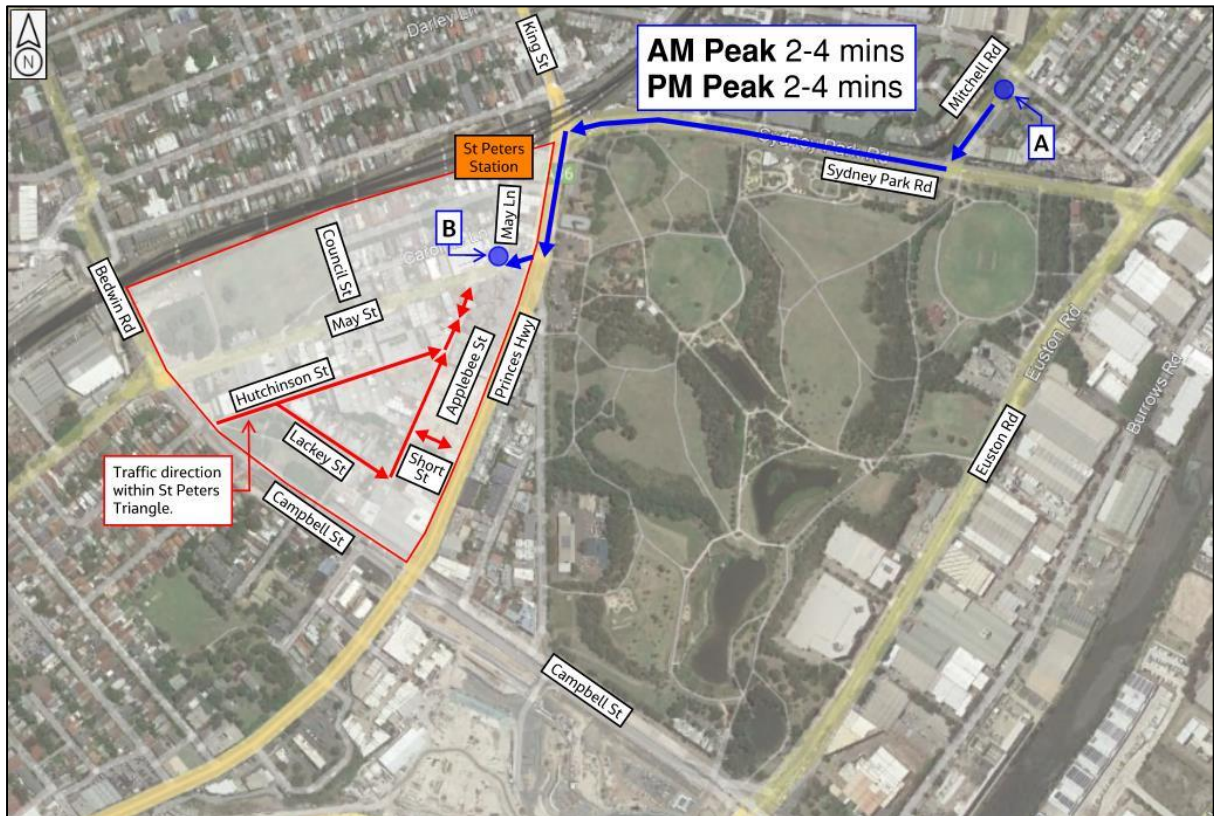 N
Darley Ln
King St
AM Peak 2-4 mins
PM Peak 2-4 mins
Mitchell Rd
A
St Peters
Station
Sydney Park Rd
Sydney Park Rd
May Ln
B
Council St
Bedwin Rd
May St
Hutchinson St
Applebee St
Princes Hwy
Lackey St
Short
St
Traffic direction
within St Peters
Triangle.
Campbell St
Euston Rd
Burrows Rd
Euston Rd
Campbell St